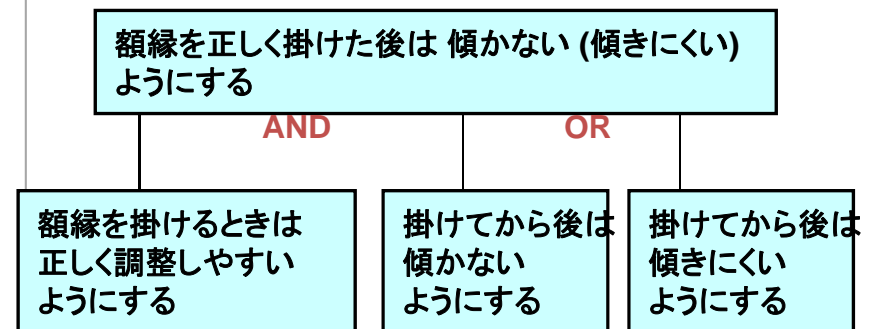 額縁を正しく掛けた後は 傾かない (傾きにくい)
ようにする
AND
OR
額縁を掛けるときは
正しく調整しやすい
ようにする
掛けてから後は
傾かない
ようにする
掛けてから後は
傾きにくい
ようにする